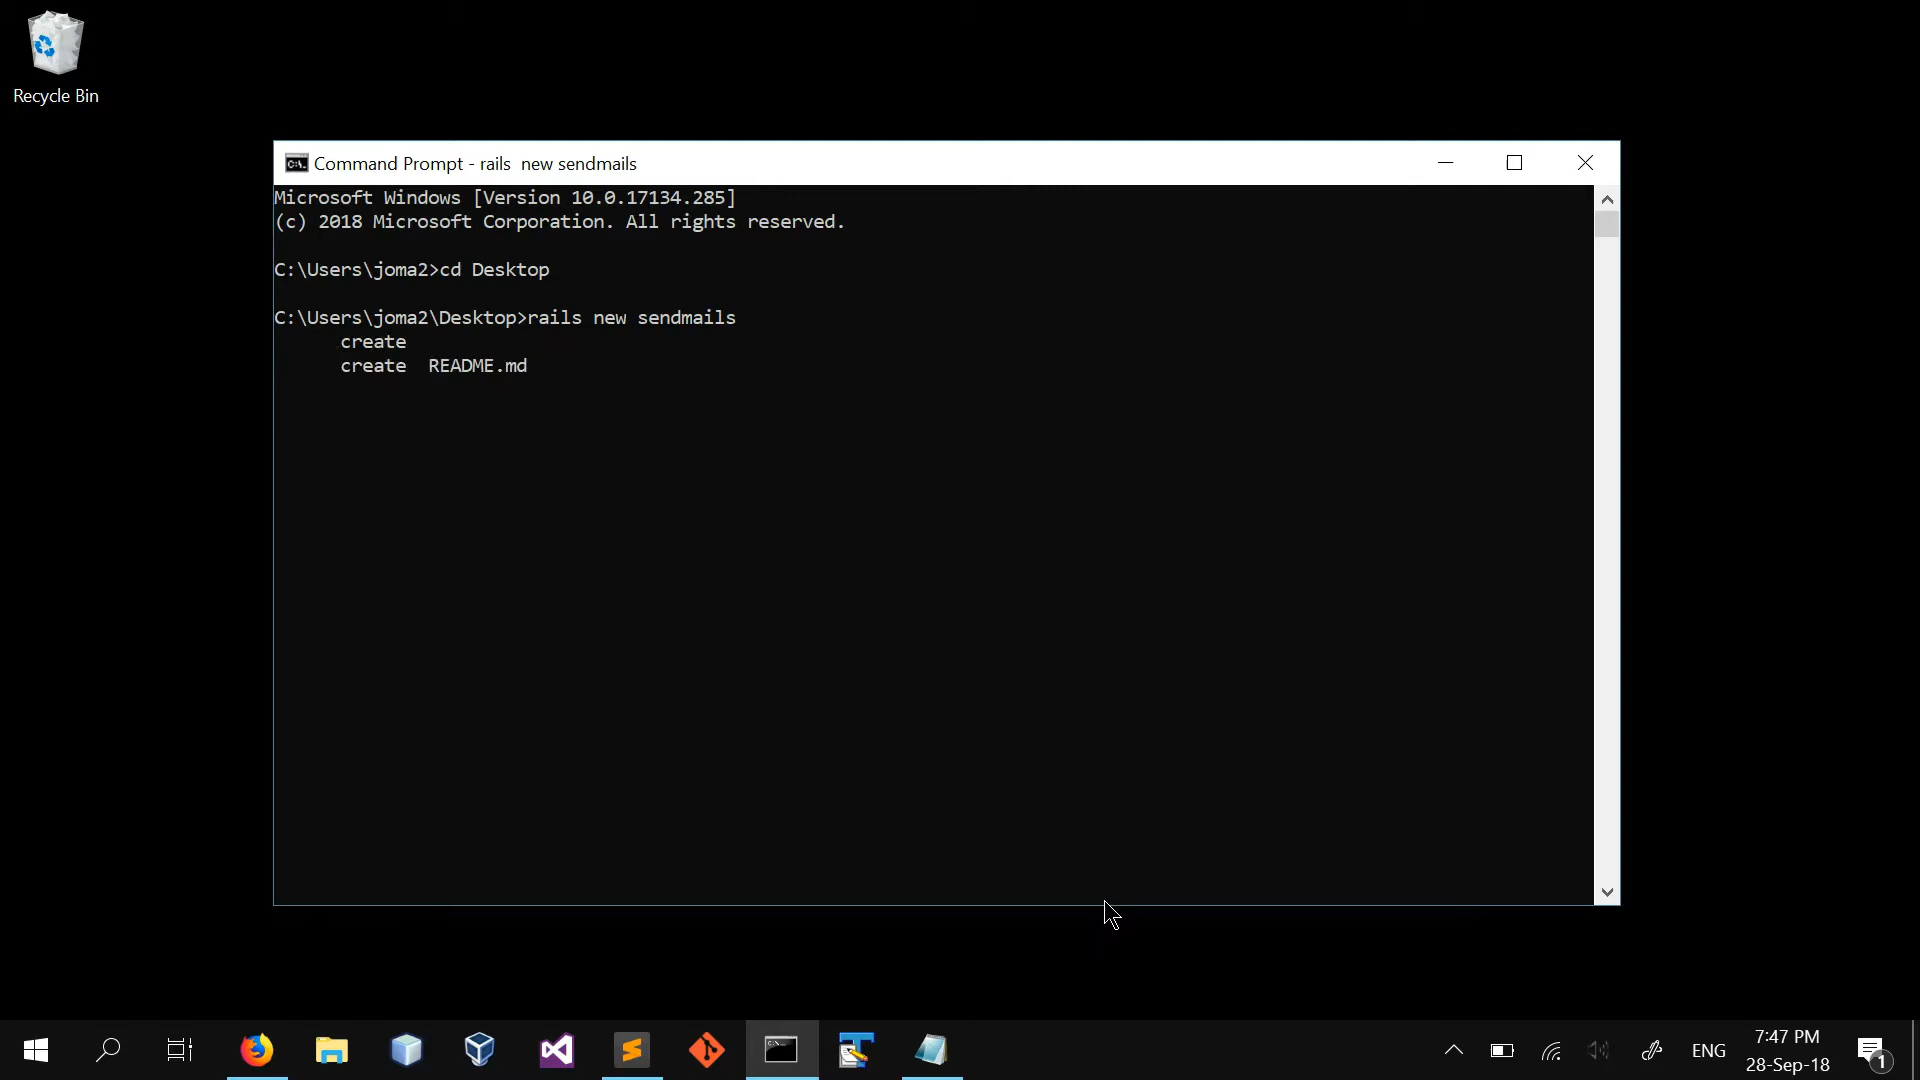 Recycle Bin
Command Prompt - rails  new sendmails
Microsoft Windows [Version 10.0.17134.285]
(c) 2018 Microsoft Corporation. All rights reserved.
C:\Users\joma2>cd Desktop
C:\Users\joma2\Desktop>rails new sendmails
      create
      create  README.md
ENG
7:47 PM
28-Sep-18
1